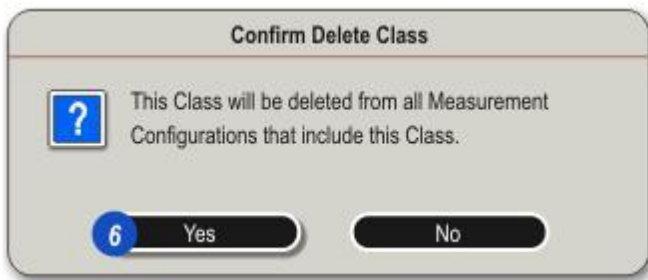 Confirm Delete Class
?
This Class will be deleted from all Measurement
Configurations that include this Class.
6 Yes No